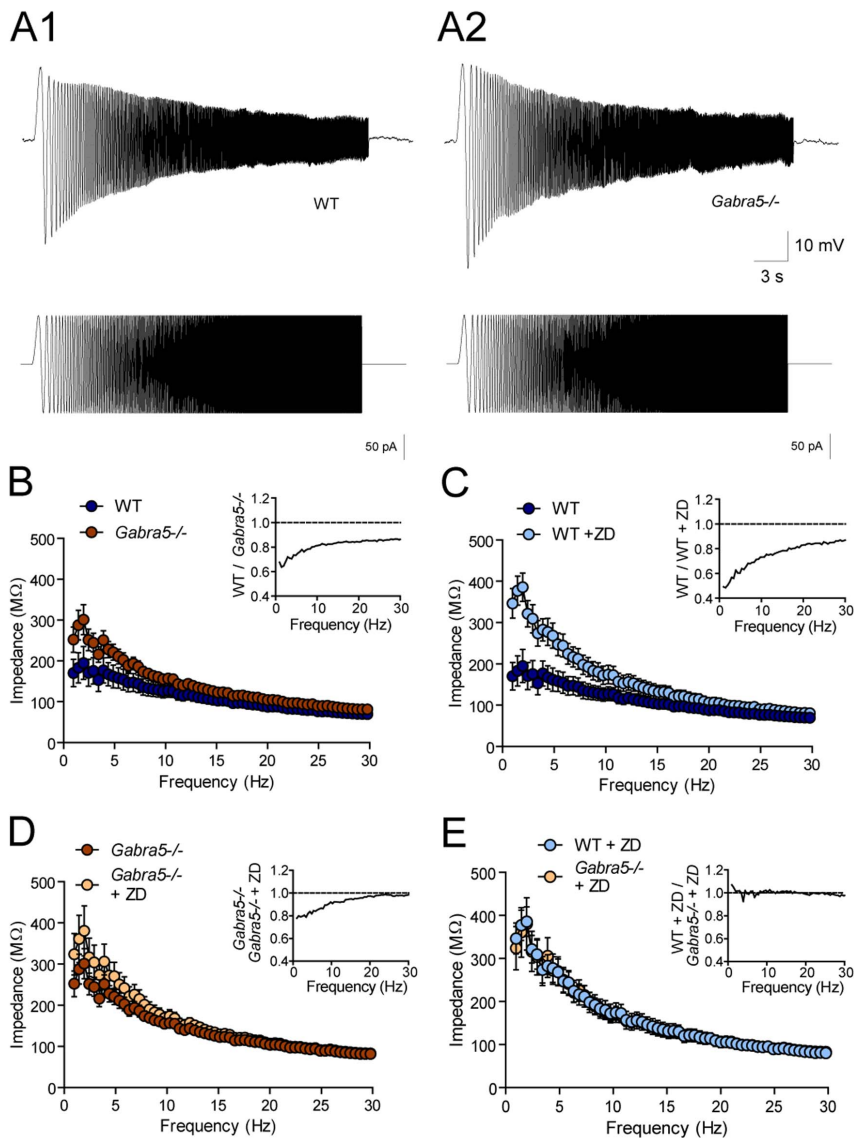 A1
A2
WT
Gabra5-/-
10 mV
3 s
50 pA
50 pA
B
WT
Gabra5-/-
WT / Gabra5-/-
1.2
1.0
0.8
0.6
0.4
0 10 20 30
Frequency (Hz)
Impedance (MΩ)
500
400
300
200
100
0
0 5 10 15 20 25 30
Frequency (Hz)
C
WT
WT +ZD
WT / WT + ZD
1.2
1.0
0.8
0.6
0.4
0 10 20 30
Frequency (Hz)
Impedance (MΩ)
500
400
300
200
100
0
0 5 10 15 20 25 30
Frequency (Hz)
D
Gabra5-/-
Gabra5-/-
+ ZD
Gabra5-/-
Gabra5-/- + ZD
1.2
1.0
0.8
0.6
0.4
0 10 20 30
Frequency (Hz)
Impedance (MΩ)
500
400
300
200
100
0
0 5 10 15 20 25 30
Frequency (Hz)
E
WT + ZD
Gabra5-/-
+ ZD
WT + ZD /
Gabra5-/- + ZD
1.2
1.0
0.8
0.6
0.4
0 10 20 30
Frequency (Hz)
Impedance (MΩ)
500
400
300
200
100
0
0 5 10 15 20 25 30
Frequency (Hz)